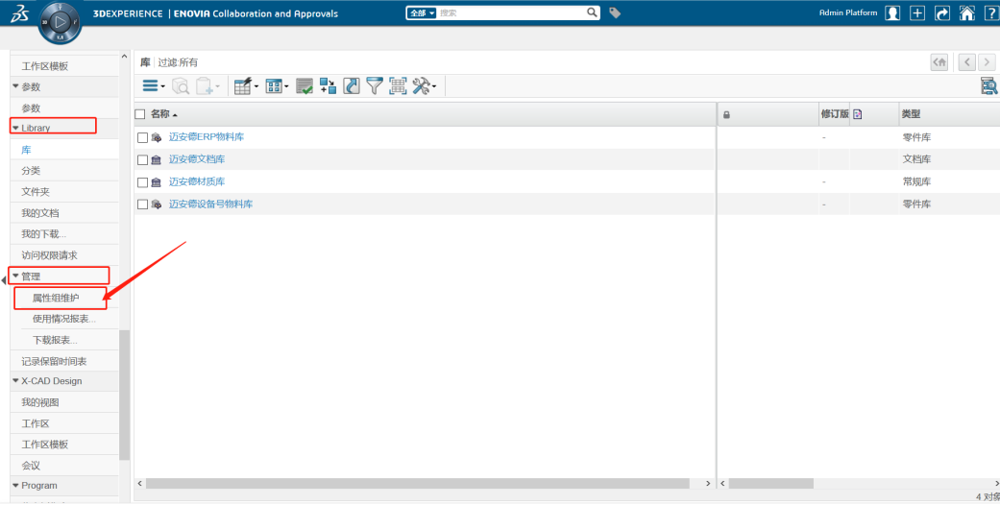 3DEXPERIENCE | ENOVIA Collaboration and Approvals
全部 搜索
Admin Platform
工作区模板
参数
参数
Library
库
分类
文件夹
我的文档
我的下载...
访问权限请求
管理
属性组维护
使用情况报表...
下载报表...
记录保留时间表
X-CAD Design
我的视图
工作区
工作区模板
会议
Program
库 过滤:所有
名称 修订版 类型
迈安德ERP物料库 - 零件库
迈安德文档库 文档库
迈安德材质库 - 常规库
迈安德设备号物料库 - 零件库
4 对象